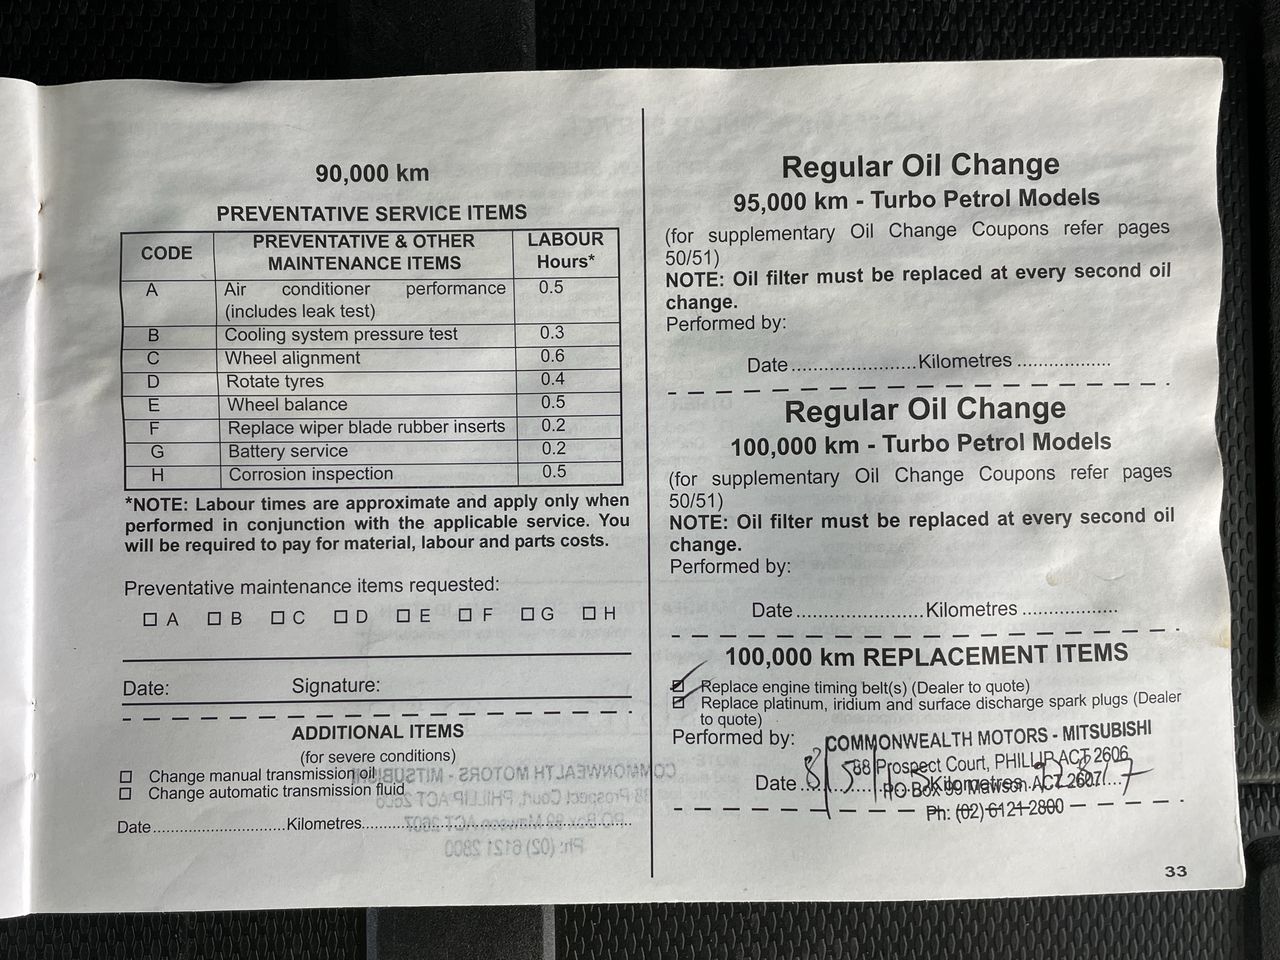 90,000 km
PREVENTATIVE SERVICE ITEMS
CODE PREVENTATIVE & OTHER MAINTENANCE ITEMS LABOUR Hours*
A Air conditioner performance (includes leak test) 0.5
B Cooling system pressure test 0.3
C Wheel alignment 0.6
D Rotate tyres 0.4
E Wheel balance 0.5
F Replace wiper blade rubber inserts 0.2
G Battery service 0.2
H Corrosion inspection 0.5
*NOTE: Labour times are approximate and apply only when
performed in conjunction with the applicable service. You
will be required to pay for material, labour and parts costs.
Preventative maintenance items requested:
☐ A ☐ B ☐ C ☐ D ☐ E ☐ F ☐ G ☐ H
Date: Signature:
ADDITIONAL ITEMS
(for severe conditions)
☐ Change manual transmission oil
☐ Change automatic transmission fluid
Date.............................Kilometres...........................................................
Regular Oil Change
95,000 km - Turbo Petrol Models
(for supplementary Oil Change Coupons refer pages
50/51)
NOTE: Oil filter must be replaced at every second oil
change.
Performed by:
Date.......................Kilometres..................
Regular Oil Change
100,000 km - Turbo Petrol Models
(for supplementary Oil Change Coupons refer pages
50/51)
NOTE: Oil filter must be replaced at every second oil
change.
Performed by:
Date.......................Kilometres..................
100,000 km REPLACEMENT ITEMS
Replace engine timing belt(s) (Dealer to quote)
Replace platinum, iridium and surface discharge spark plugs (Dealer
to quote)
Performed by:
COMMONWEALTH MOTORS - MITSUBISHI
88 Prospect Court, PHILLIP ACT 2606
PO Box 99 Mawson ACT 2607
Ph: (02) 6121 2800
Date 8/5/ Kilometres
33